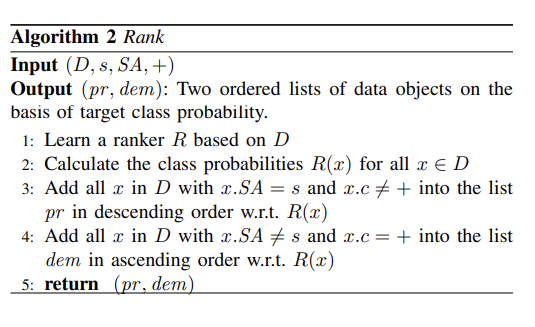 Algorithm 2 Rank
Input (D, s, SA, +)
Output (pr, dem): Two ordered lists of data objects on the
basis of target class probability.
1: Learn a ranker R based on D
2: Calculate the class probabilities R(x) for all x ∈ D
3: Add all x in D with x.SA = s and x.c ≠ + into the list
pr in descending order w.r.t. R(x)
4: Add all x in D with x.SA ≠ s and x.c = + into the list
dem in ascending order w.r.t. R(x)
5: return (pr, dem)